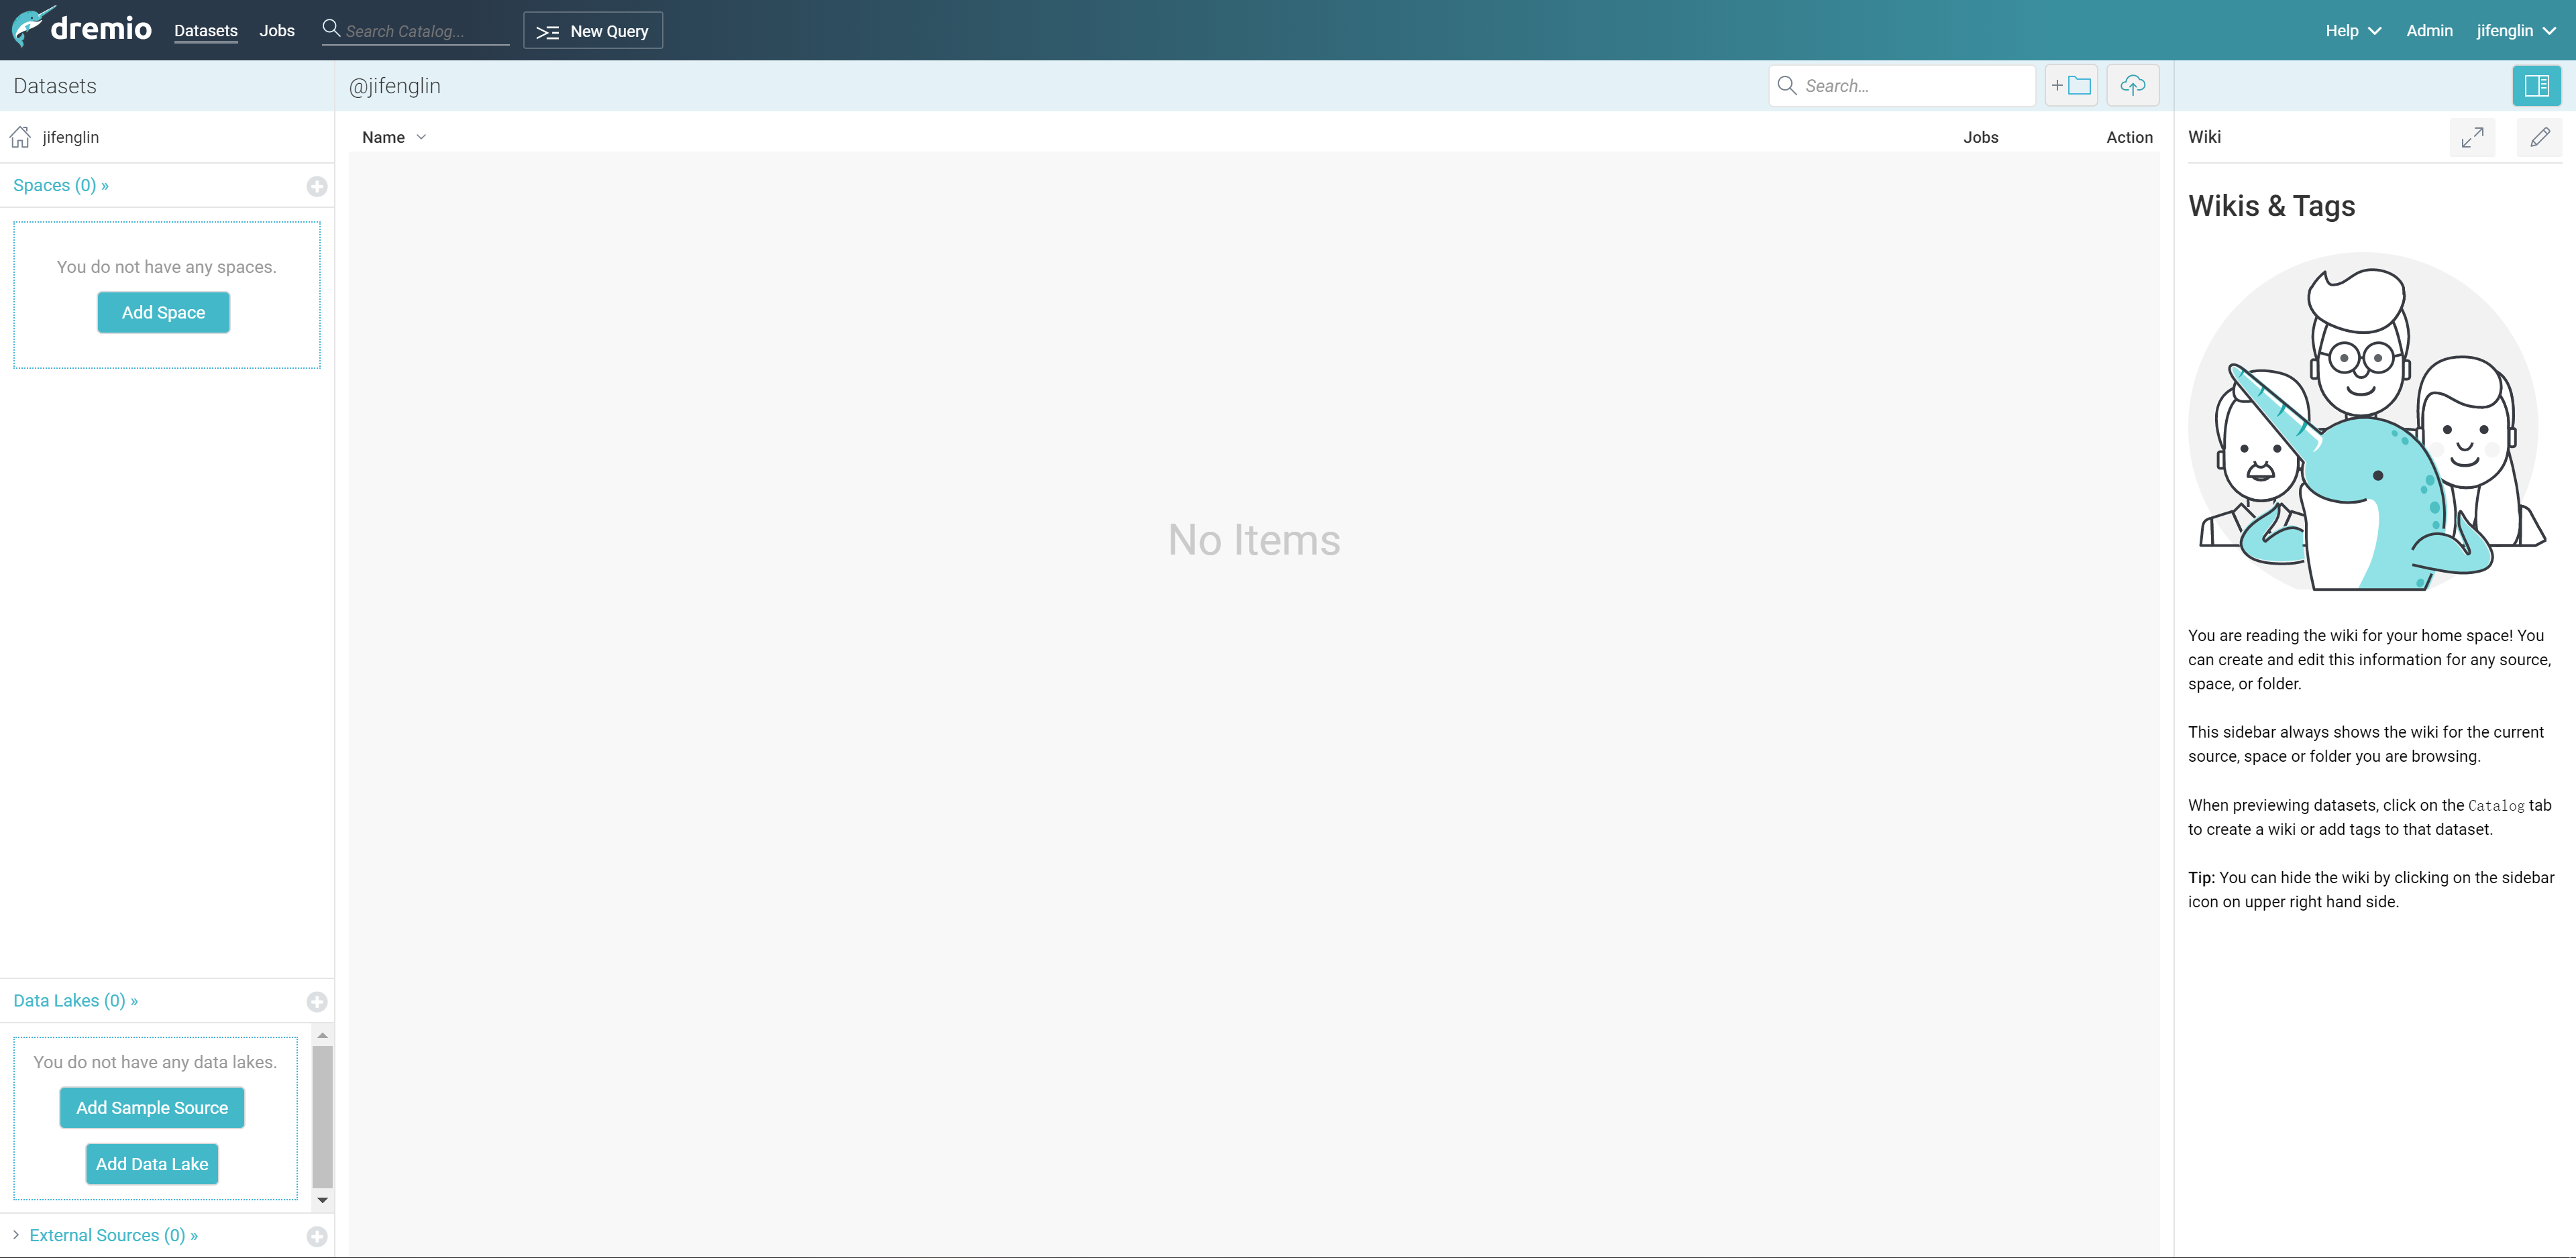 dremio Datasets Jobs Search Catalog... New Query Help Admin jifenglin
Datasets
@jifenglin
Search...
jifenglin
Name
Jobs
Action
Wiki
Spaces (0) »
You do not have any spaces.
Add Space
No Items
Data Lakes (0) »
You do not have any data lakes.
Add Sample Source
Add Data Lake
External Sources (0) »
Wikis & Tags
You are reading the wiki for your home space! You
can create and edit this information for any source,
space, or folder.
This sidebar always shows the wiki for the current
source, space or folder you are browsing.
When previewing datasets, click on the Catalog tab
to create a wiki or add tags to that dataset.
Tip: You can hide the wiki by clicking on the sidebar
icon on upper right hand side.